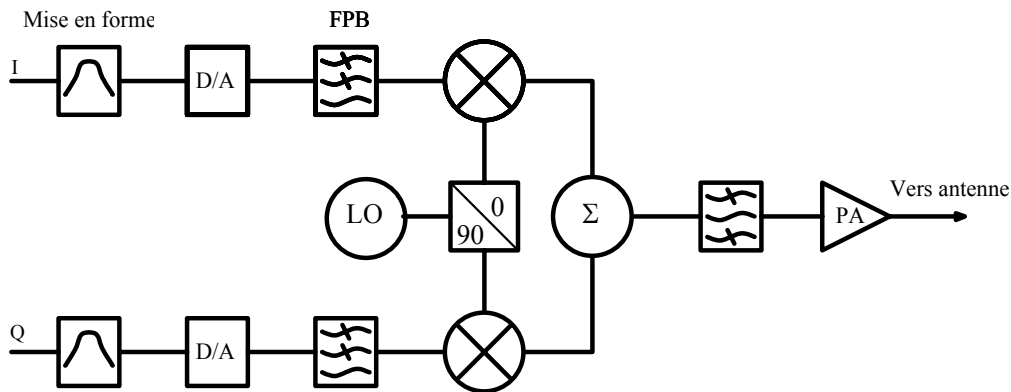 Mise en forme
FPB
I
D/A
Vers antenne
LO
0
90
Σ
PA
Q
D/A